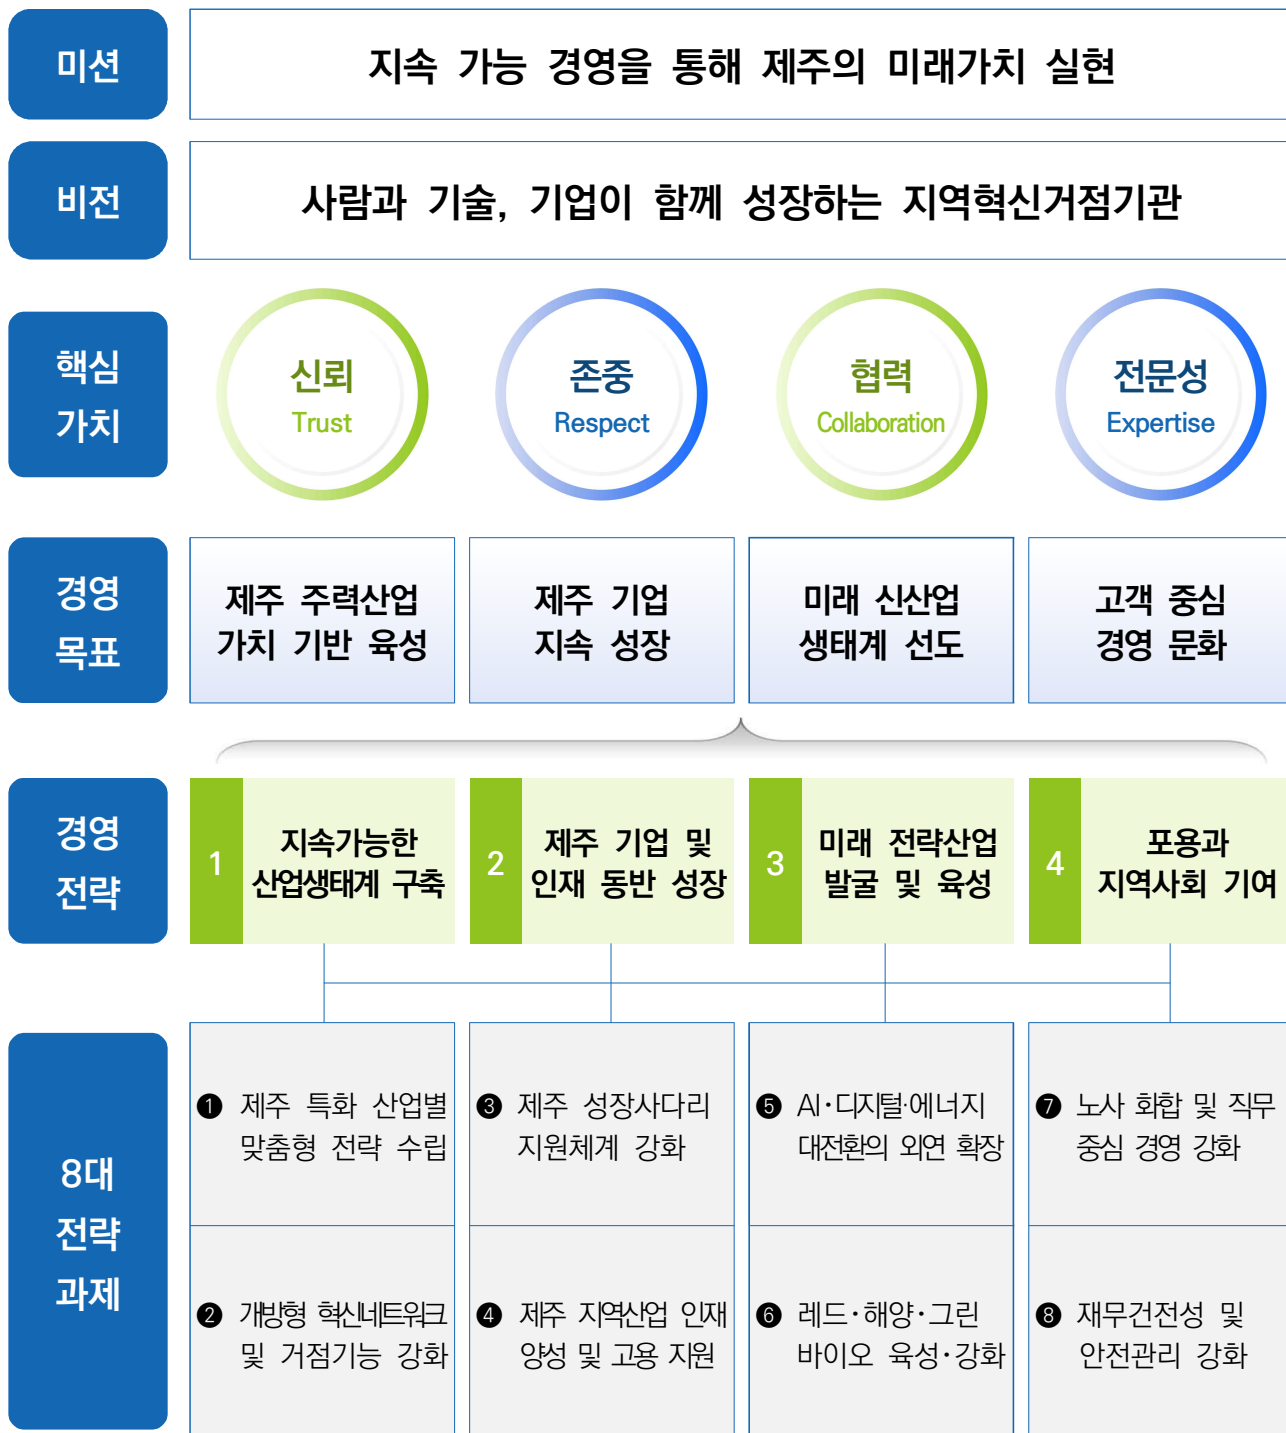 미션
지속 가능 경영을 통해 제주의 미래가치 실현
비전
사람과 기술, 기업이 함께 성장하는 지역혁신거점기관
핵심
가치
신뢰
Trust
존중
Respect
협력
Collaboration
전문성
Expertise
경영
목표
제주 주력산업
가치 기반 육성
제주 기업
지속 성장
미래 신산업
생태계 선도
고객 중심
경영 문화
경영
전략
1
지속가능한
산업생태계 구축
2
제주 기업 및
인재 동반 성장
3
미래 전략산업
발굴 및 육성
4
포용과
지역사회 기여
8대
전략
과제
❶ 제주 특화 산업별
맞춤형 전략 수립
❸ 제주 성장사다리
지원체계 강화
❺ AI·디지털·에너지
대전환의 외연 확장
❼ 노사 화합 및 직무
중심 경영 강화
❷ 개방형 혁신네트워크
및 거점기능 강화
❹ 제주 지역산업 인재
양성 및 고용 지원
❻ 레드·해양·그린
바이오 육성·강화
❽ 재무건전성 및
안전관리 강화